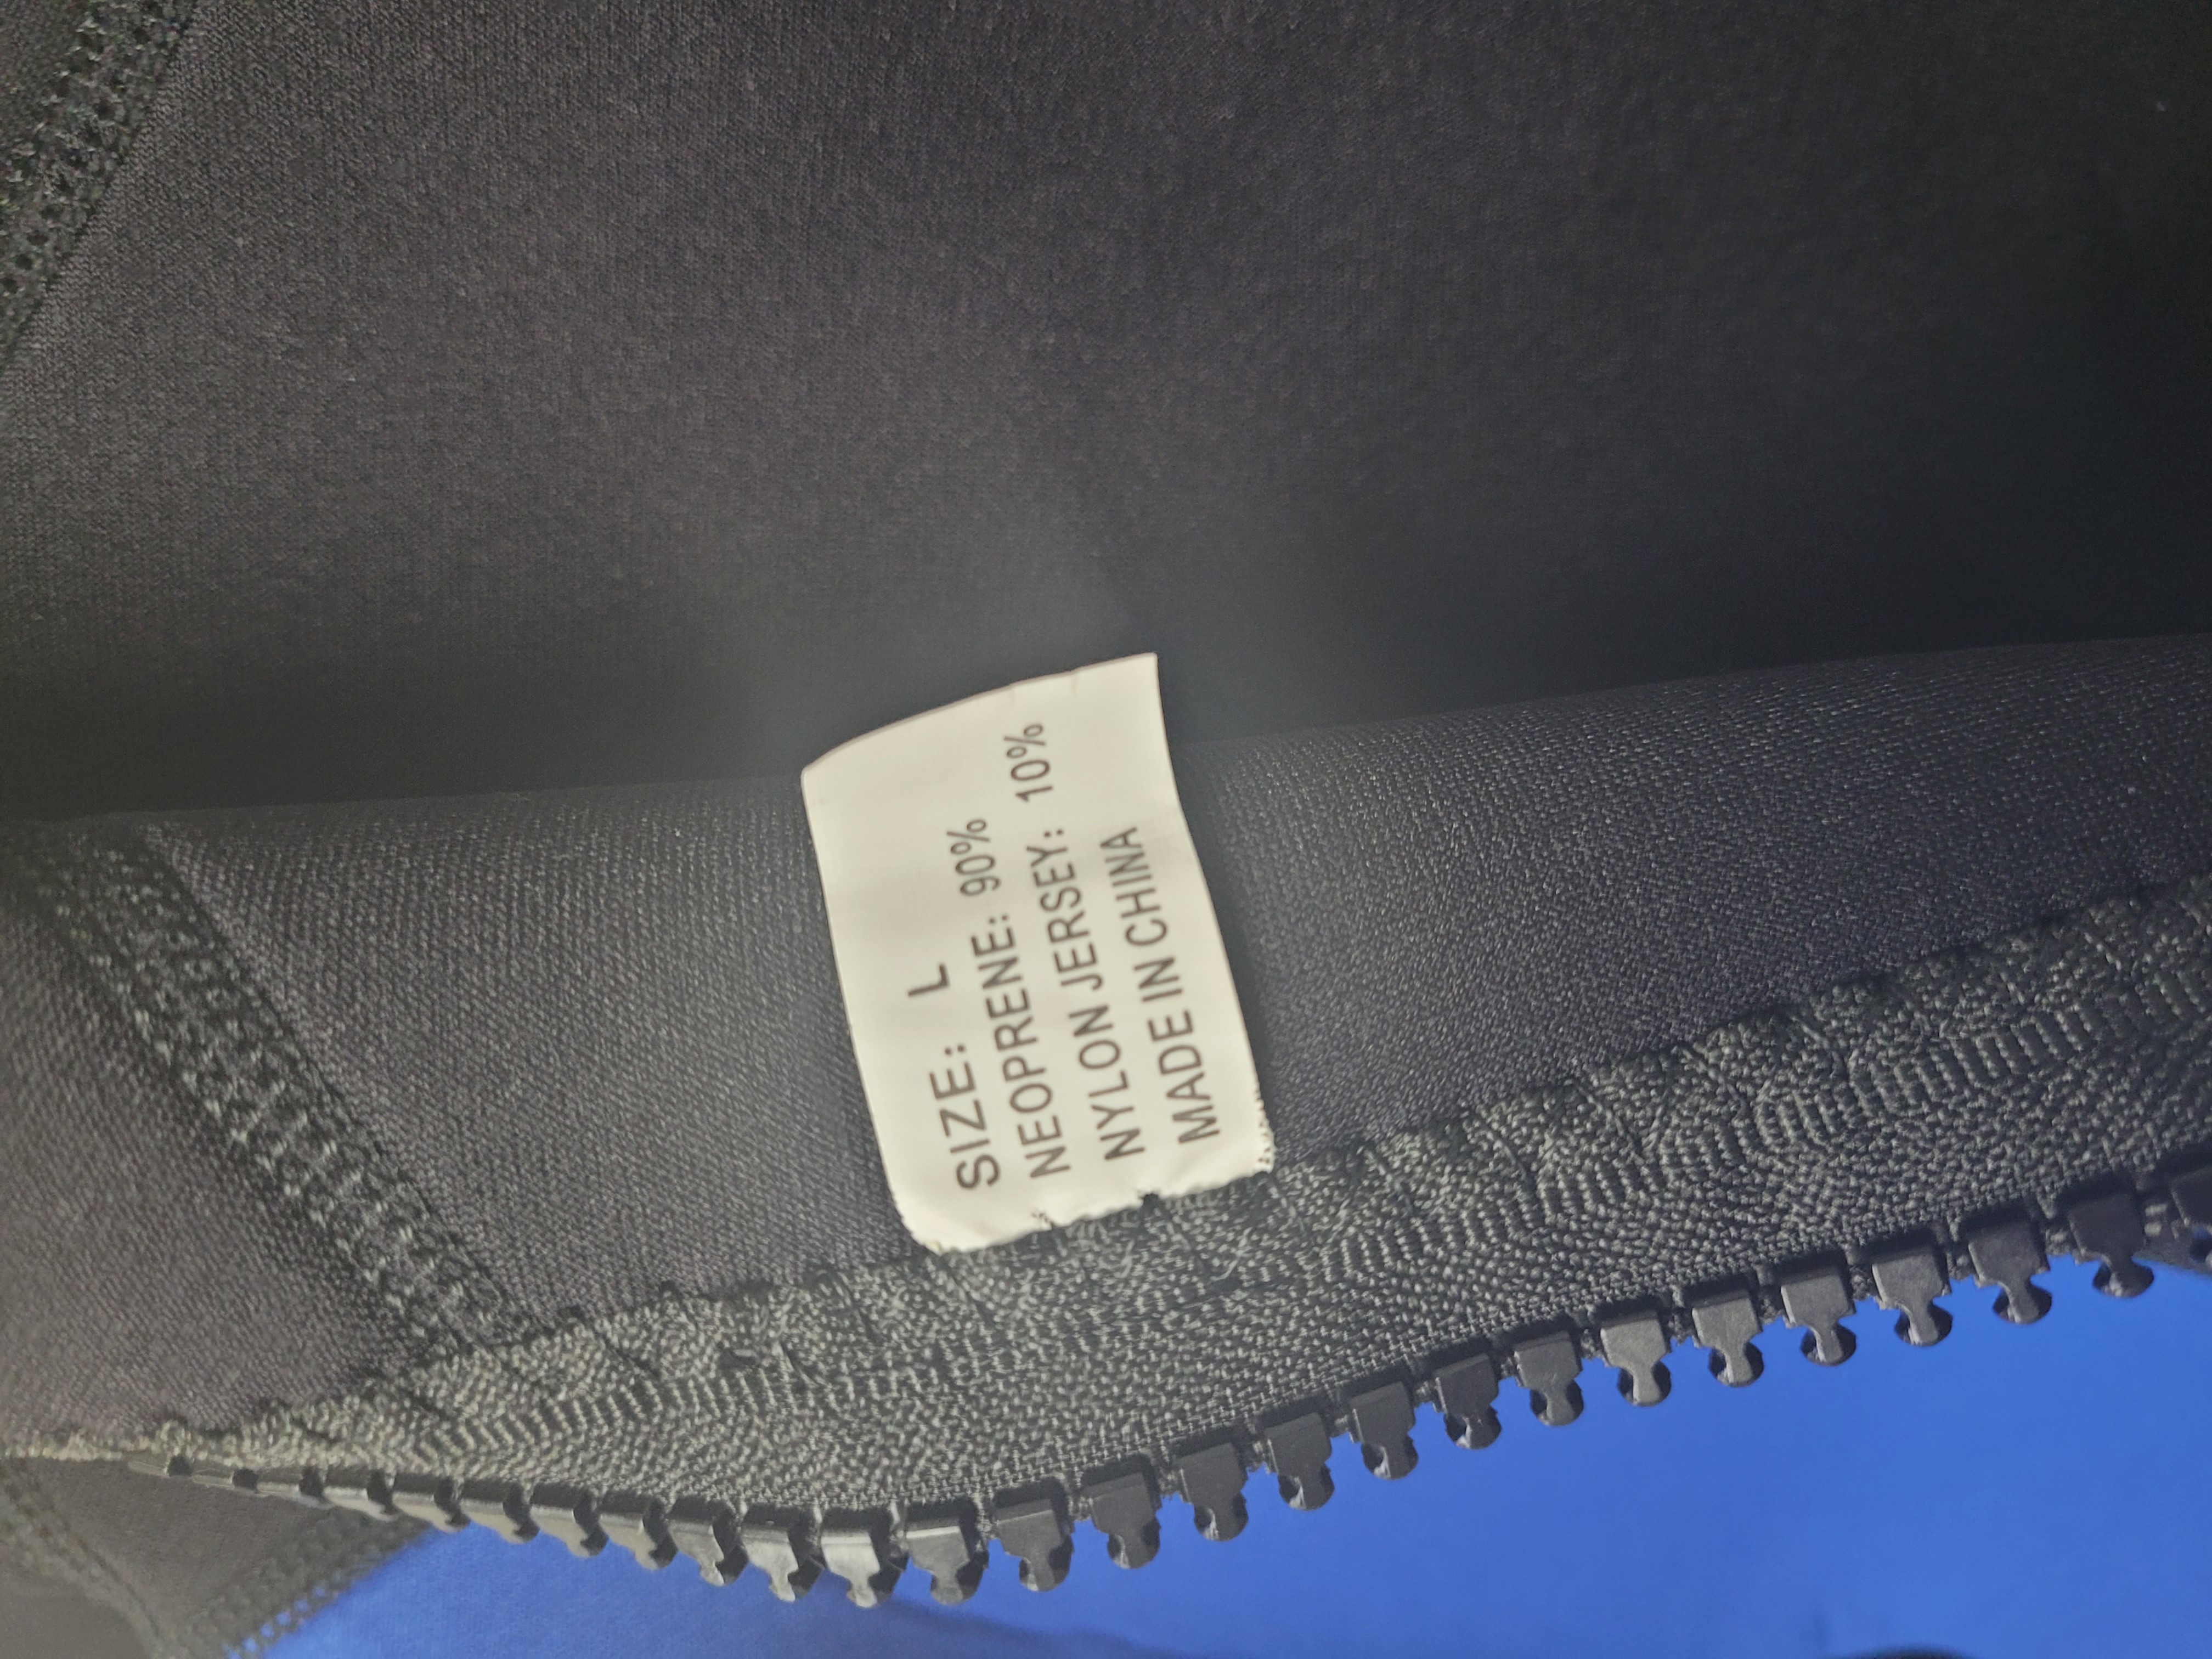 SIZE: L
NEOPRENE: 90%
NYLON JERSEY: 10%
MADE IN CHINA